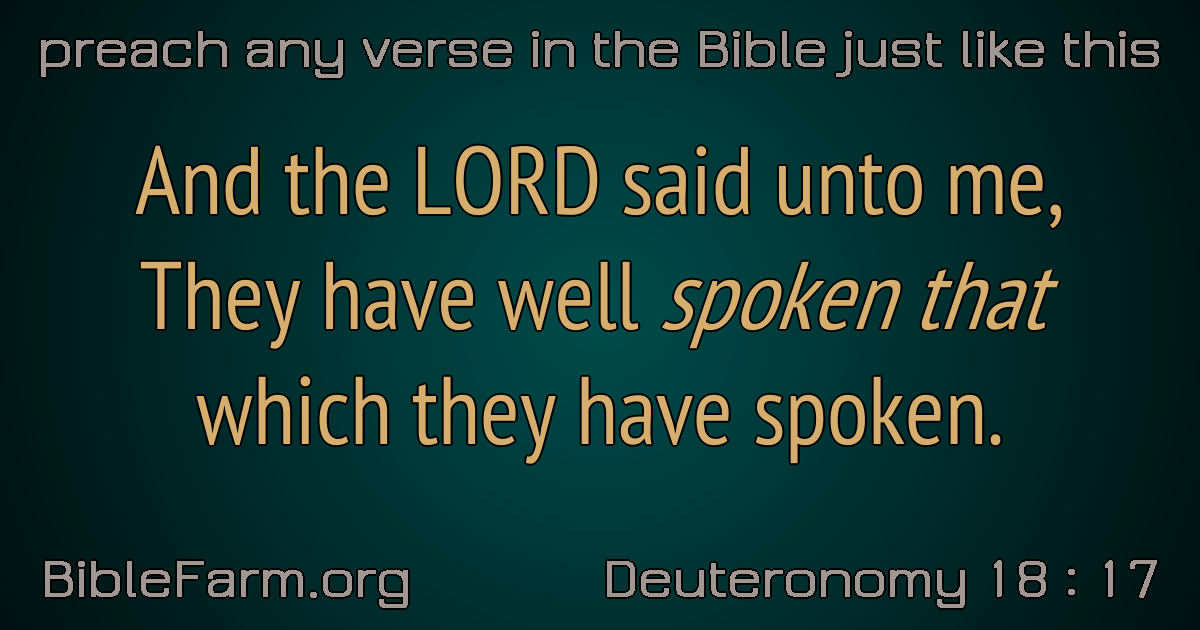 preach any verse in the Bible just like this
And the LORD said unto me,
They have well spoken that
which they have spoken.
BibleFarm.org
Deuteronomy 18 : 17